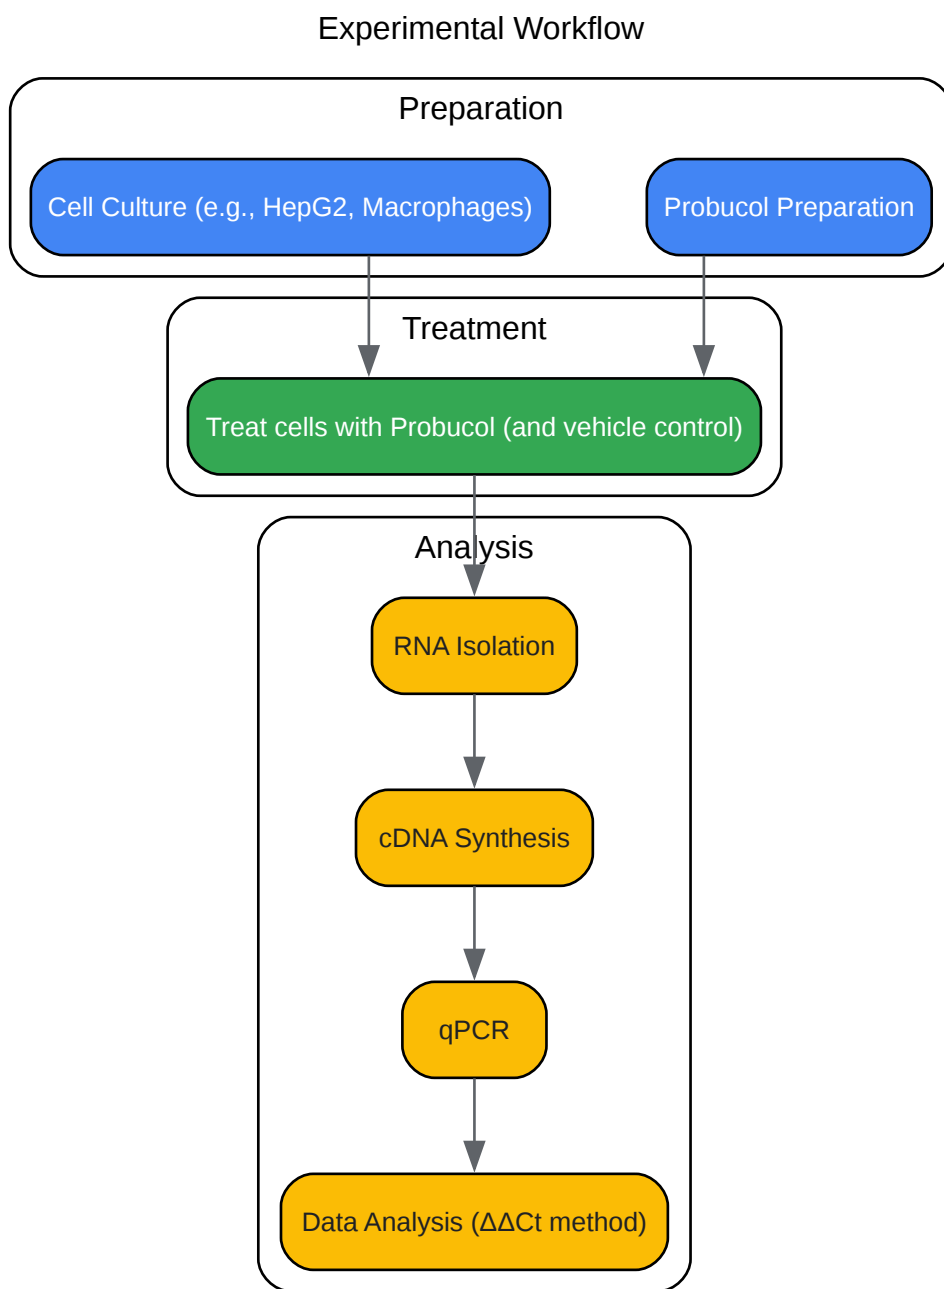 Experimental Workflow
Preparation
Cell Culture (e.g., HepG2, Macrophages)
Probucol Preparation
Treatment
Treat cells with Probucol (and vehicle control)
Analysis
RNA Isolation
cDNA Synthesis
qPCR
Data Analysis (ΔΔCt method)